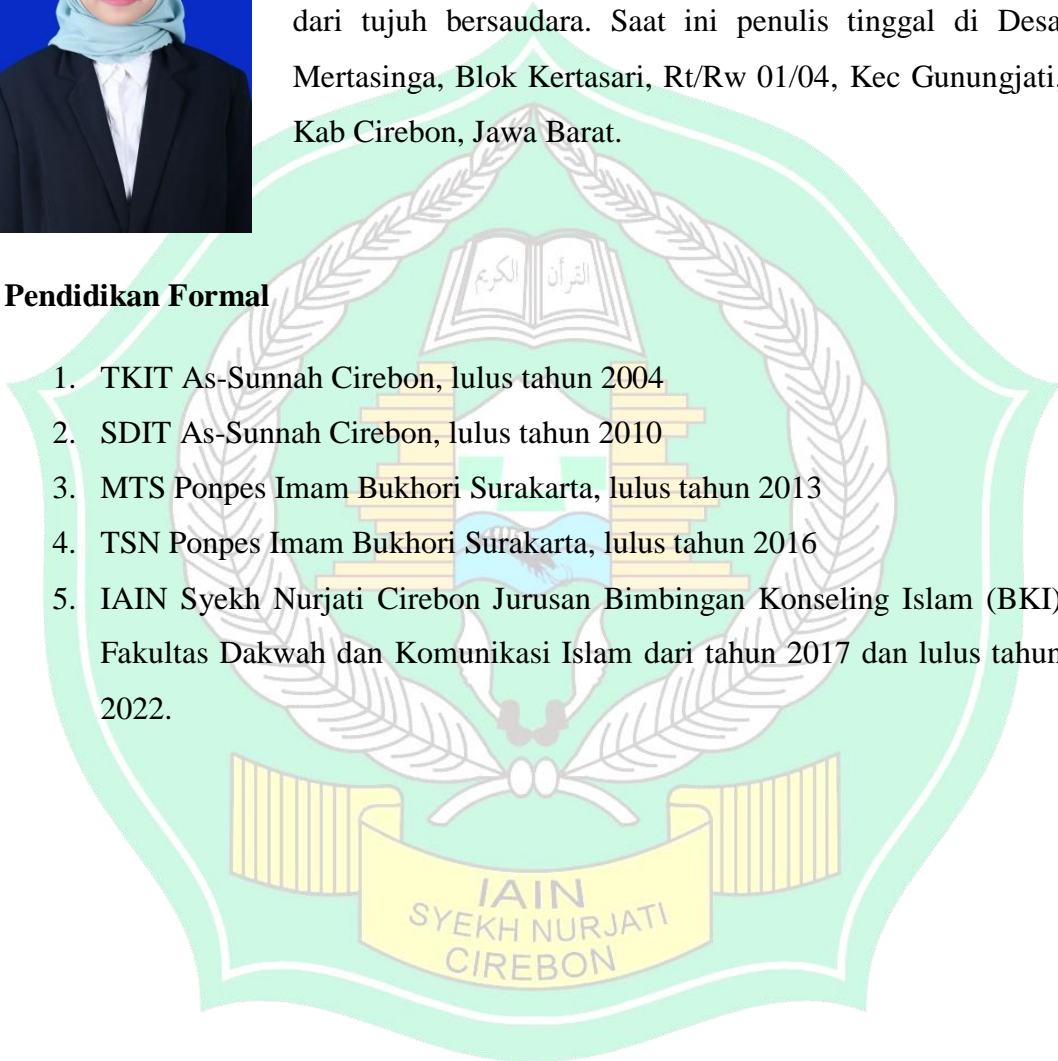 dari tujuh bersaudara. Saat ini penulis tinggal di Desa
Mertasinga, Blok Kertasari, Rt/Rw 01/04, Kec Gunungjati,
Kab Cirebon, Jawa Barat.
القرأن الكريم
Pendidikan Formal
1. TKIT As-Sunnah Cirebon, lulus tahun 2004
2. SDIT As-Sunnah Cirebon, lulus tahun 2010
3. MTS Ponpes Imam Bukhori Surakarta, lulus tahun 2013
4. TSN Ponpes Imam Bukhori Surakarta, lulus tahun 2016
5. IAIN Syekh Nurjati Cirebon Jurusan Bimbingan Konseling Islam (BKI)
Fakultas Dakwah dan Komunikasi Islam dari tahun 2017 dan lulus tahun
2022.
IAIN
SYEKH NURJATI
CIREBON